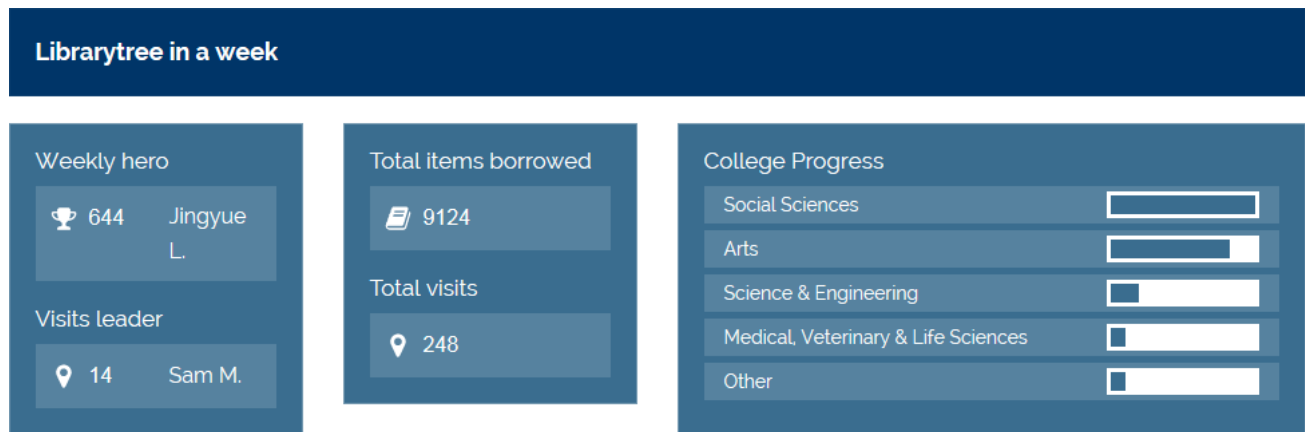 Librarytree in a week
Weekly hero
644 Jingyue
L.
Visits leader
14 Sam M.
Total items borrowed
9124
Total visits
248
College Progress
Social Sciences
Arts
Science & Engineering
Medical, Veterinary & Life Sciences
Other